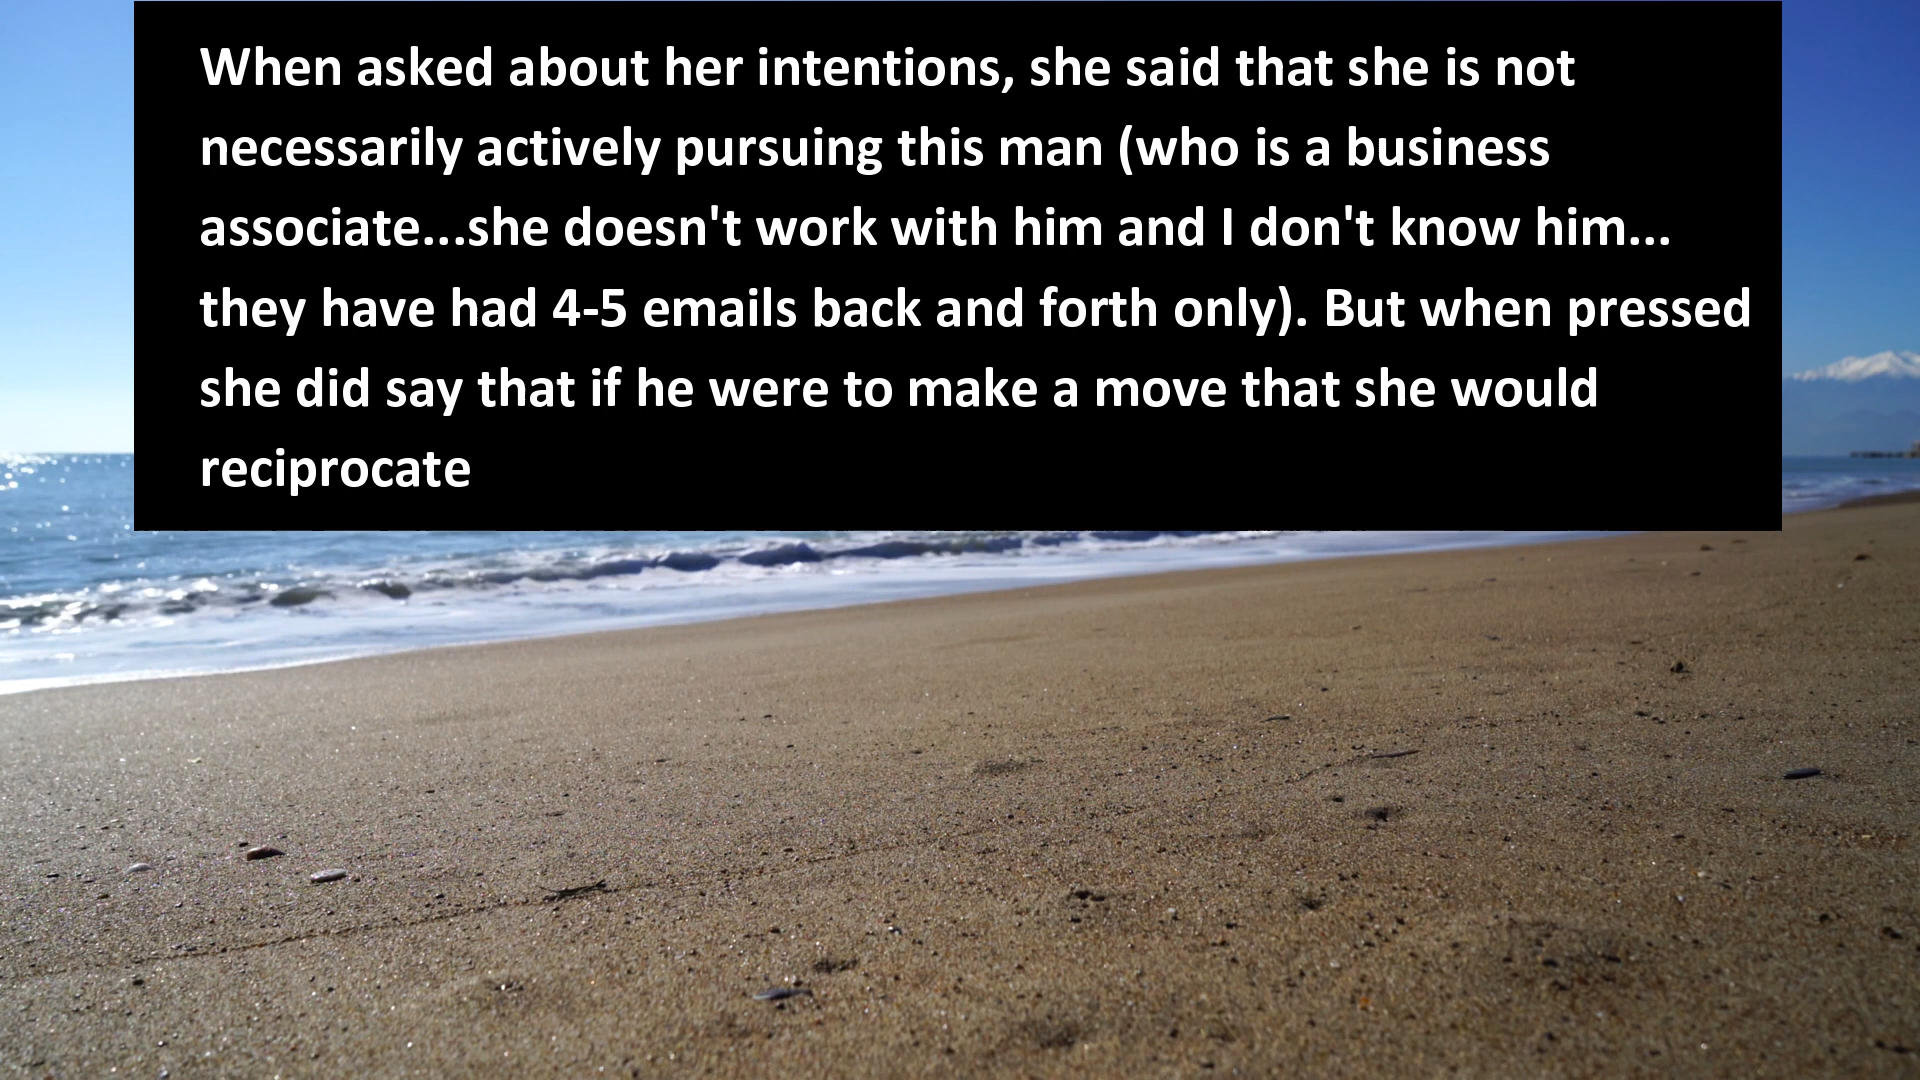 When asked about her intentions, she said that she is not
necessarily actively pursuing this man (who is a business
associate...she doesn't work with him and I don't know him...
they have had 4-5 emails back and forth only). But when pressed
she did say that if he were to make a move that she would
reciprocate